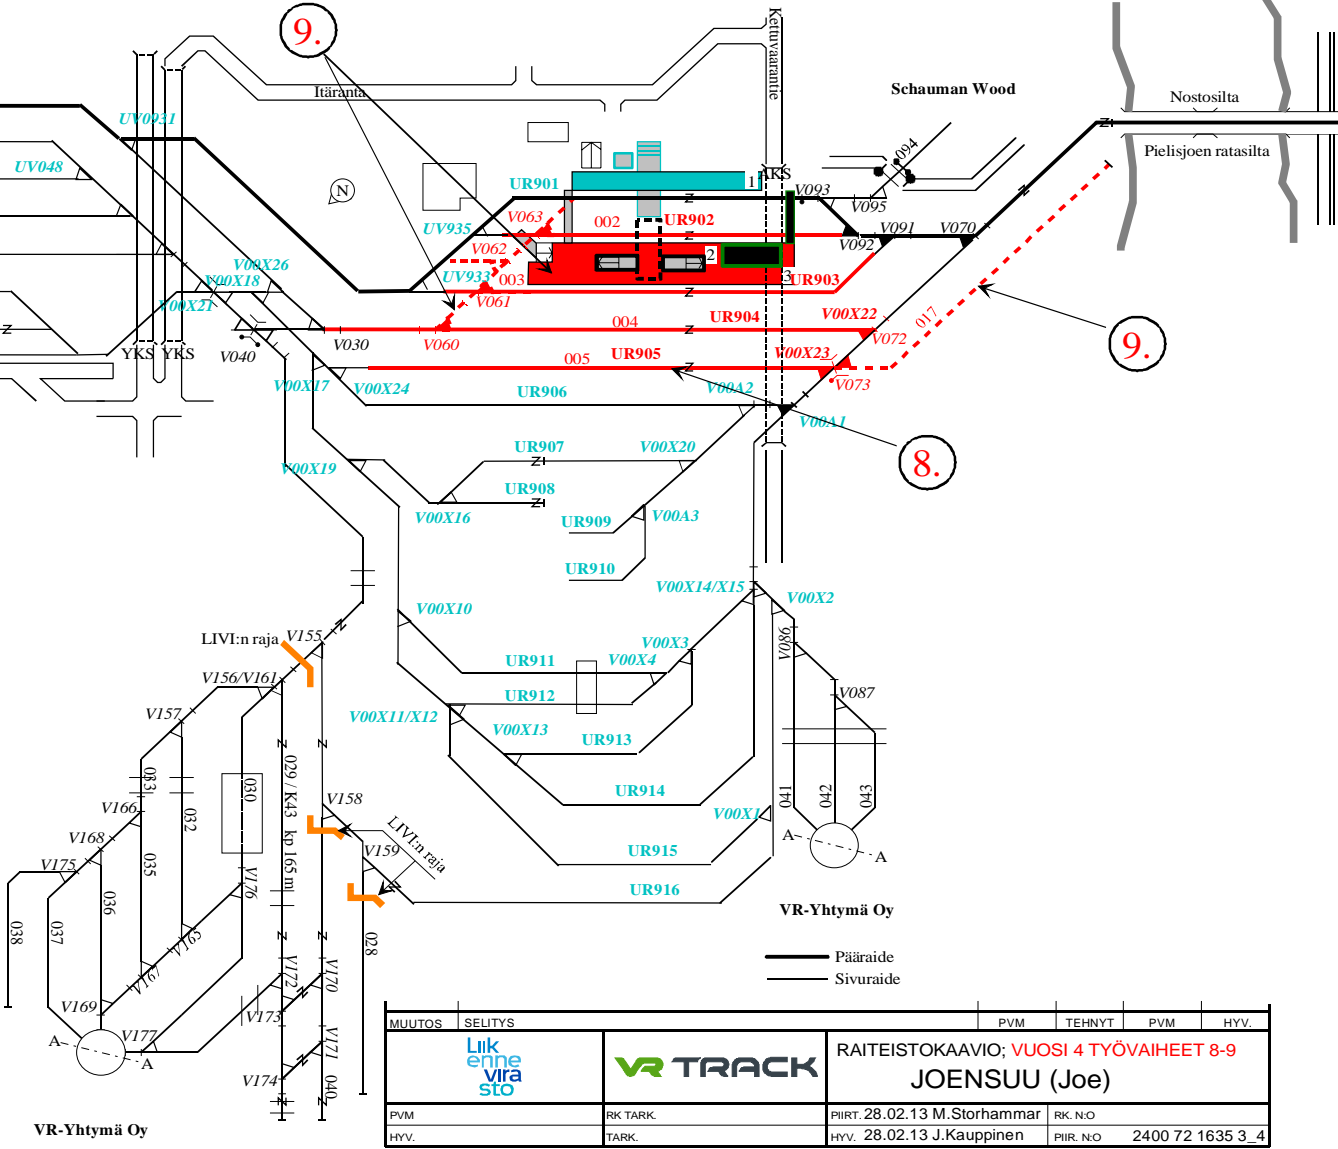 9.
Kettuvaarantie
Itäranta
Schauman Wood
Nostosilta
Pielisjoen ratasilta
UV0931
UV048
094
N
UR901
1
AKS
V093
V095
V063
002
UR902
UV935
V062
V092
V091
V070
2
3
V00X26
V00X18
V00X21
UV933
003
UR903
V061
YKS
YKS
V040
V030
V060
004
UR904
V00X22
V072
017
9.
005
UR905
V00X23
V073
V00X17
V00X24
UR906
V00A2
V00A1
V00X19
UR907
V00X20
8.
UR908
V00X16
UR909
V00A3
UR910
V00X14/X15
V00X2
V00X10
LIVI:n raja
V155
V086
V00X3
UR911
V00X4
V156/V161
UR912
V087
V157
V00X11/X12
V00X13
UR913
033
030
029 / K43 kp 165 ml
041
042
043
UR914
V166
032
V158
V00X1
V168
LIVI:n raja
A
A
V159
UR915
V175
035
V176
UR916
036
VR-Yhtymä Oy
038
037
V165
028
Pääraide
V167
V172
V170
Sivuraide
V169
V173
V177
A
A
V171
V174
040
VR-Yhtymä Oy
MUUTOS SELITYS PVM TEHNYT PVM HYV.
Liik
enne
vira
sto
VR TRACK
RAITEISTOKAAVIO; VUOSI 4 TYÖVAIHEET 8-9
JOENSUU (Joe)
PVM RK TARK. PIIRT. 28.02.13 M.Storhammar RK. N:O
HYV. TARK. HYV. 28.02.13 J.Kauppinen PIIR. N:O 2400 72 1635 3_4